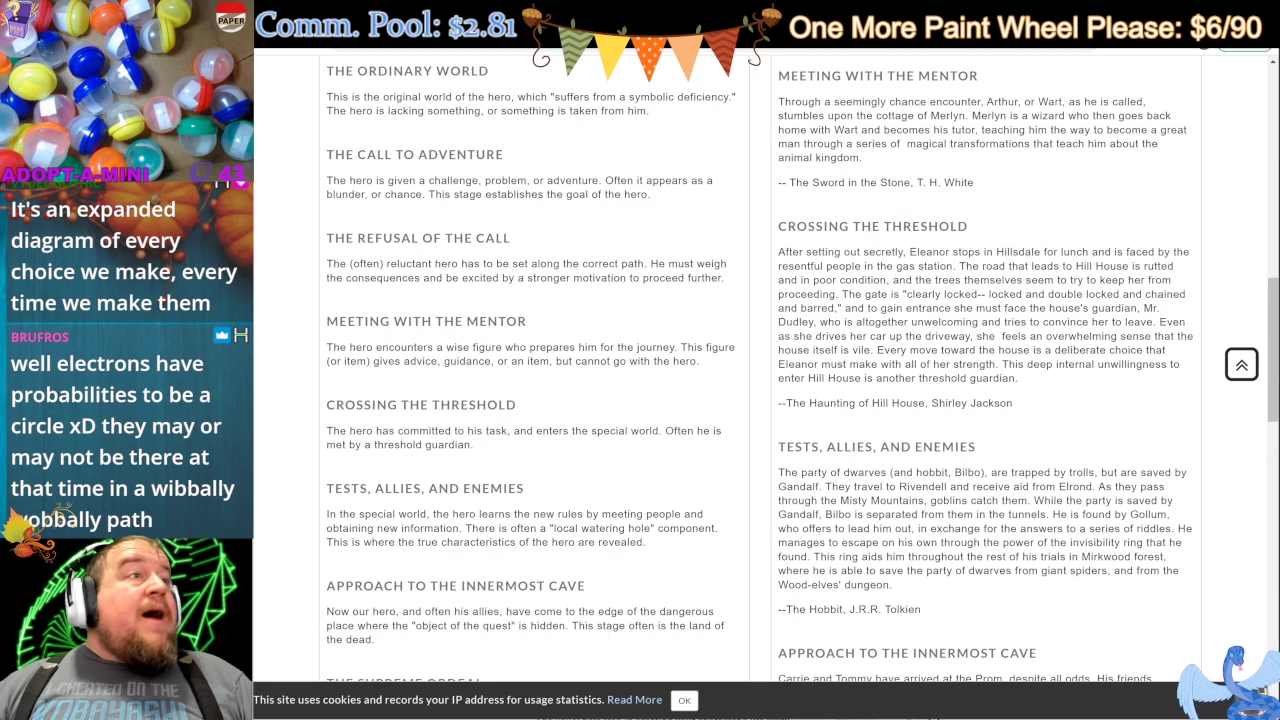 PAPER
Comm. Pool: $2.81
One More Paint Wheel Please: $6/90
ADOPT-A-MINI
43
It's an expanded
diagram of every
choice we make, every
time we make them
BRUFROS
well electrons have
probabilities to be a
circle xD they may or
may not be there at
that time in a wibbally
wobbally path
I CHEATED ON THE
KOBAYASHI
THE ORDINARY WORLD
This is the original world of the hero, which "suffers from a symbolic deficiency."
The hero is lacking something, or something is taken from him.
THE CALL TO ADVENTURE
The hero is given a challenge, problem, or adventure. Often it appears as a
blunder, or chance. This stage establishes the goal of the hero.
THE REFUSAL OF THE CALL
The (often) reluctant hero has to be set along the correct path. He must weigh
the consequences and be excited by a stronger motivation to proceed further.
MEETING WITH THE MENTOR
The hero encounters a wise figure who prepares him for the journey. This figure
(or item) gives advice, guidance, or an item, but cannot go with the hero.
CROSSING THE THRESHOLD
The hero has committed to his task, and enters the special world. Often he is
met by a threshold guardian.
TESTS, ALLIES, AND ENEMIES
In the special world, the hero learns the new rules by meeting people and
obtaining new information. There is often a "local watering hole" component.
This is where the true characteristics of the hero are revealed.
APPROACH TO THE INNERMOST CAVE
Now our hero, and often his allies, have come to the edge of the dangerous
place where the "object of the quest" is hidden. This stage often is the land of
the dead.
THE SUPREME ORDEAL
MEETING WITH THE MENTOR
Through a seemingly chance encounter, Arthur, or Wart, as he is called,
stumbles upon the cottage of Merlyn. Merlyn is a wizard who then goes back
home with Wart and becomes his tutor, teaching him the way to become a great
man through a series of magical transformations that teach him about the
animal kingdom.
-- The Sword in the Stone, T. H. White
CROSSING THE THRESHOLD
After setting out secretly, Eleanor stops in Hillsdale for lunch and is faced by the
resentful people in the gas station. The road that leads to Hill House is rutted
and in poor condition, and the trees themselves seem to try to keep her from
proceeding. The gate is "clearly locked-- locked and double locked and chained
and barred," and to gain entrance she must face the house's guardian, Mr.
Dudley, who is altogether unwelcoming and tries to convince her to leave. Even
as she drives her car up the driveway, she feels an overwhelming sense that the
house itself is vile. Every move toward the house is a deliberate choice that
Eleanor must make with all of her strength. This deep internal unwillingness to
enter Hill House is another threshold guardian.
--The Haunting of Hill House, Shirley Jackson
TESTS, ALLIES, AND ENEMIES
The party of dwarves (and hobbit, Bilbo), are trapped by trolls, but are saved by
Gandalf. They travel to Rivendell and receive aid from Elrond. As they pass
through the Misty Mountains, goblins catch them. While the party is saved by
Gandalf, Bilbo is separated from them in the tunnels. He is found by Gollum,
who offers to lead him out, in exchange for the answers to a series of riddles. He
manages to escape on his own through the power of the invisibility ring that he
found. This ring aids him throughout the rest of his trials in Mirkwood forest,
where he is able to save the party of dwarves from giant spiders, and from the
Wood-elves' dungeon.
--The Hobbit, J.R.R. Tolkien
APPROACH TO THE INNERMOST CAVE
Carrie and Tommy have arrived at the Prom, despite all odds. His friends
This site uses cookies and records your IP address for usage statistics. Read More OK